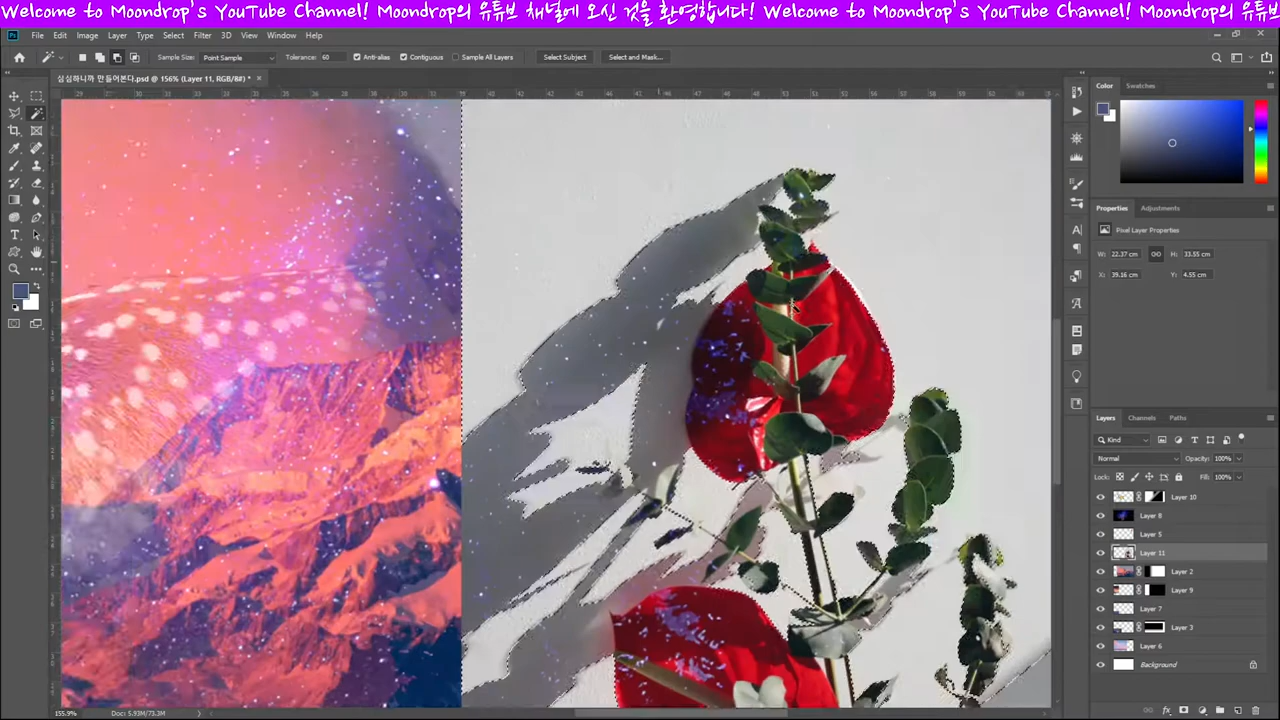 Welcome to Moondrop's YouTube Channel! Moondrop의 유튜브 채널에 오신 것을 환영합니다! Welcome to Moondrop's YouTube Channel! Moondrop의 유튜브
File Edit Image Layer Type Select Filter 3D View Window Help
Sample Size: Point Sample Tolerance: 60 Anti-alias Contiguous Sample All Layers Select Subject Select and Mask...
심심하니까 만들어본다.psd @ 156% (Layer 11, RGB/8#) *
Color Swatches
Properties Adjustments
Pixel Layer Properties
W: 22.37 cm H: 33.55 cm
X: 39.16 cm Y: 4.55 cm
Layers Channels Paths
Kind
Normal Opacity: 100%
Lock: Fill: 100%
Layer 10
Layer 8
Layer 5
Layer 11
Layer 2
Layer 9
Layer 7
Layer 3
Layer 6
Background
155.9% Doc: 5.93M/73.3M